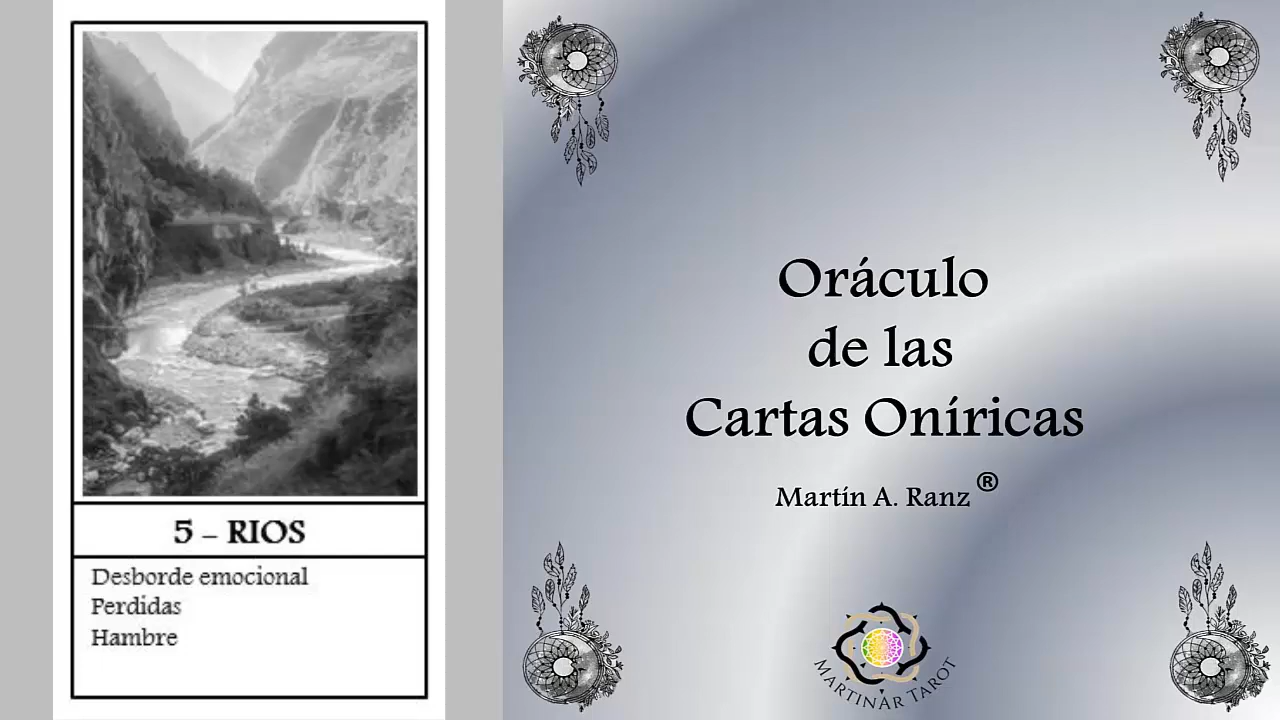 5 – RIOS
Desborde emocional
Perdidas
Hambre
Oráculo
de las
Cartas Oníricas
Martín A. Ranz ®
MARTINAR TAROT